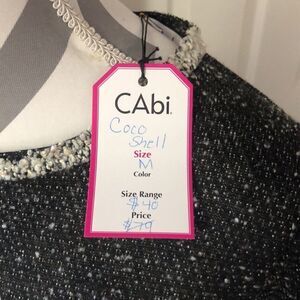 CAbi.
Coco
Shell
Size
M
Color
Size Range
$40
Price
$79